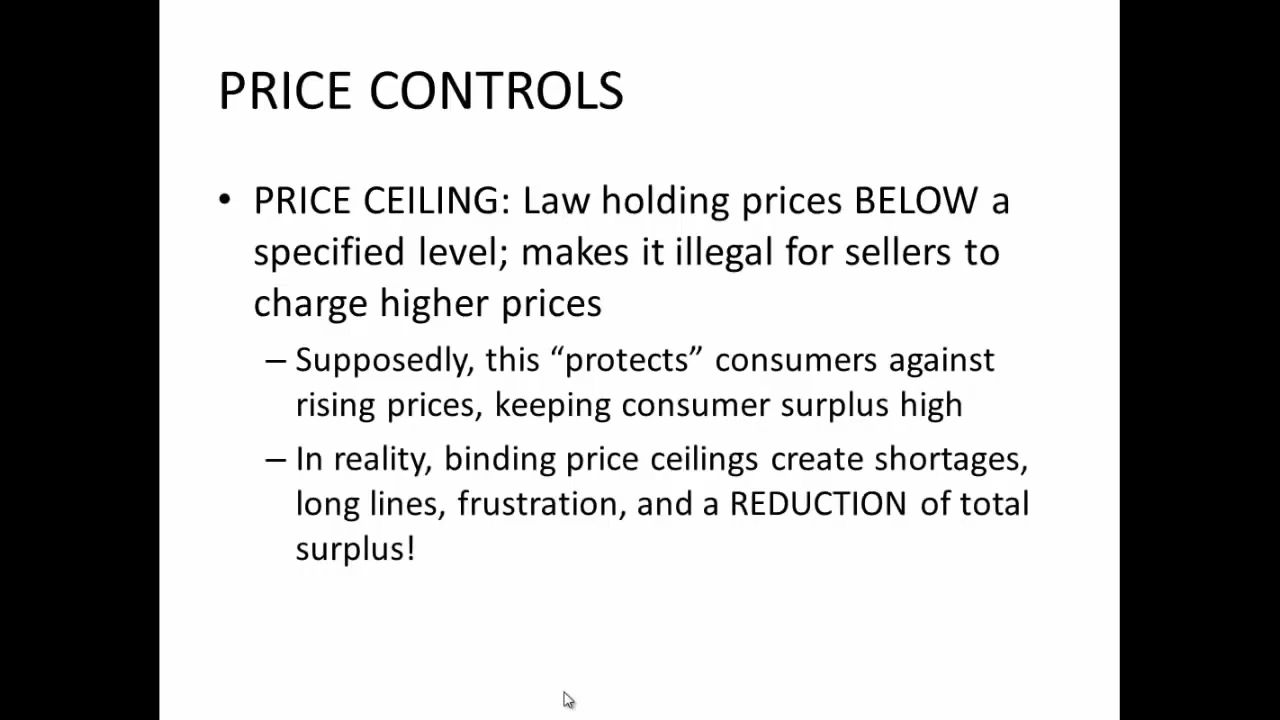 PRICE CONTROLS
• PRICE CEILING: Law holding prices BELOW a
specified level; makes it illegal for sellers to
charge higher prices
– Supposedly, this “protects” consumers against
rising prices, keeping consumer surplus high
– In reality, binding price ceilings create shortages,
long lines, frustration, and a REDUCTION of total
surplus!